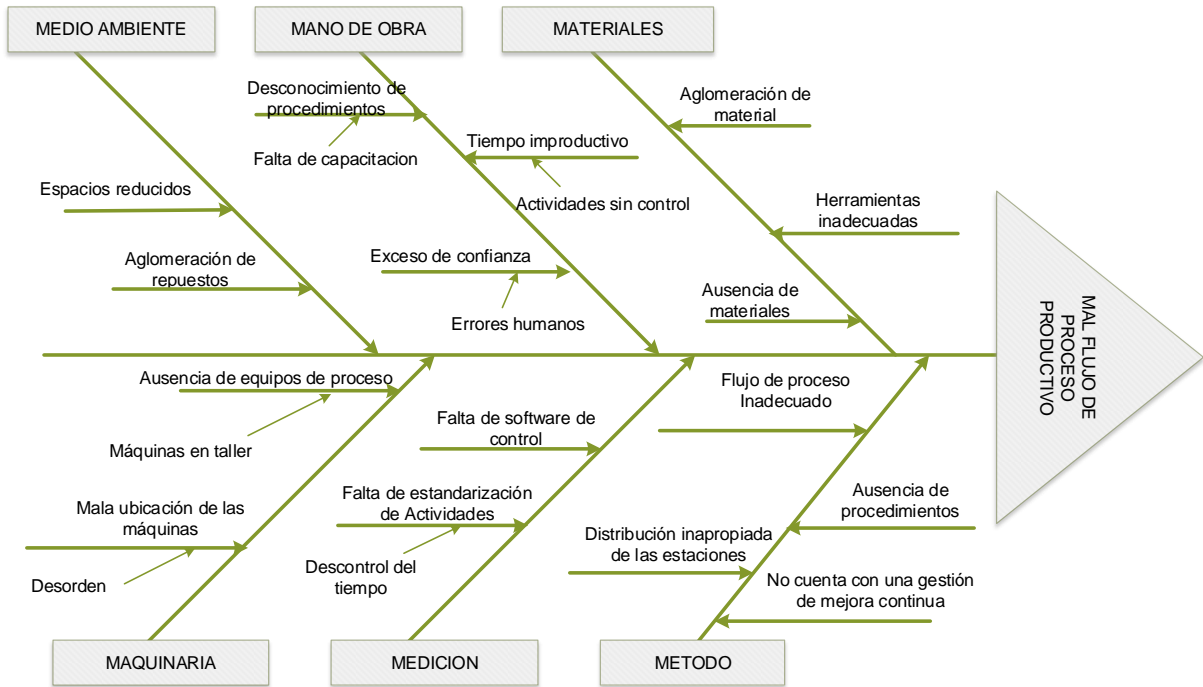 MEDIO AMBIENTE
MANO DE OBRA
MATERIALES
Desconocimiento de
procedimientos
Falta de capacitacion
Tiempo improductivo
Actividades sin control
Aglomeración de
material
Espacios reducidos
Herramientas
inadecuadas
Aglomeración de
repuestos
Exceso de confianza
Errores humanos
Ausencia de
materiales
MAL FLUJO DE
PROCESO
PRODUCTIVO
Ausencia de equipos de proceso
Máquinas en taller
Flujo de proceso
Inadecuado
Falta de software de
control
Mala ubicación de las
máquinas
Desorden
Falta de estandarización
de Actividades
Descontrol del
tiempo
Ausencia de
procedimientos
Distribución inapropiada
de las estaciones
No cuenta con una gestión
de mejora continua
MAQUINARIA
MEDICION
METODO